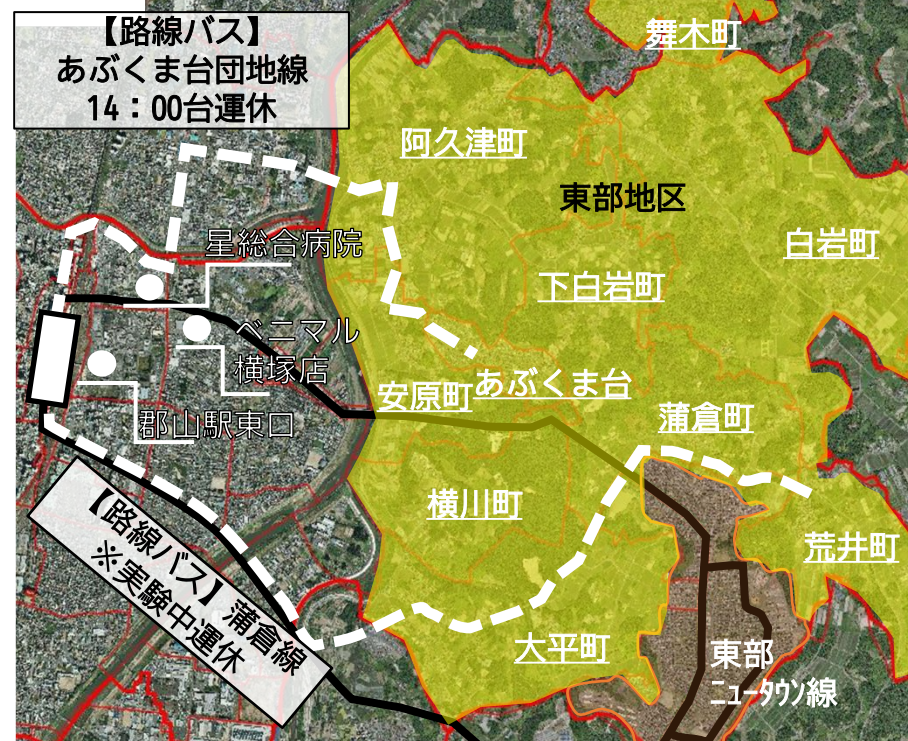 【路線バス】
あぶくま台団地線
14：00台運休
舞木町
阿久津町
東部地区
白岩町
星総合病院
下白岩町
ベニマル
横塚店
安原町
あぶくま台
蒲倉町
郡山駅東口
横川町
【路線バス】蒲倉線
※実験中運休
荒井町
大平町
東部
ニュータウン線